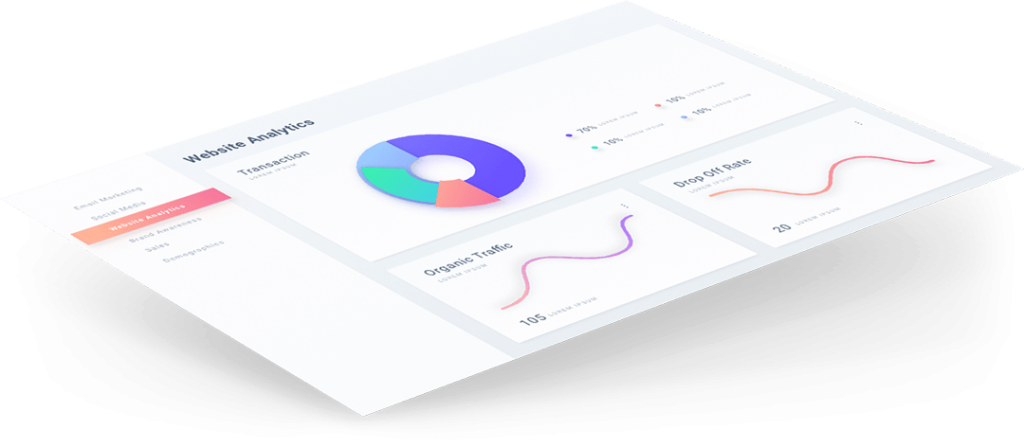 Website Analytics
Email Marketing
Social Media
Website Analytics
Brand Awareness
Sales
Demographics
Transaction
LOREM IPSUM
70% LOREM IPSUM
10% LOREM IPSUM
10% LOREM IPSUM
10% LOREM IPSUM
Organic Traffic
LOREM IPSUM
105 LOREM IPSUM
Drop Off Rate
LOREM IPSUM
20 LOREM IPSUM